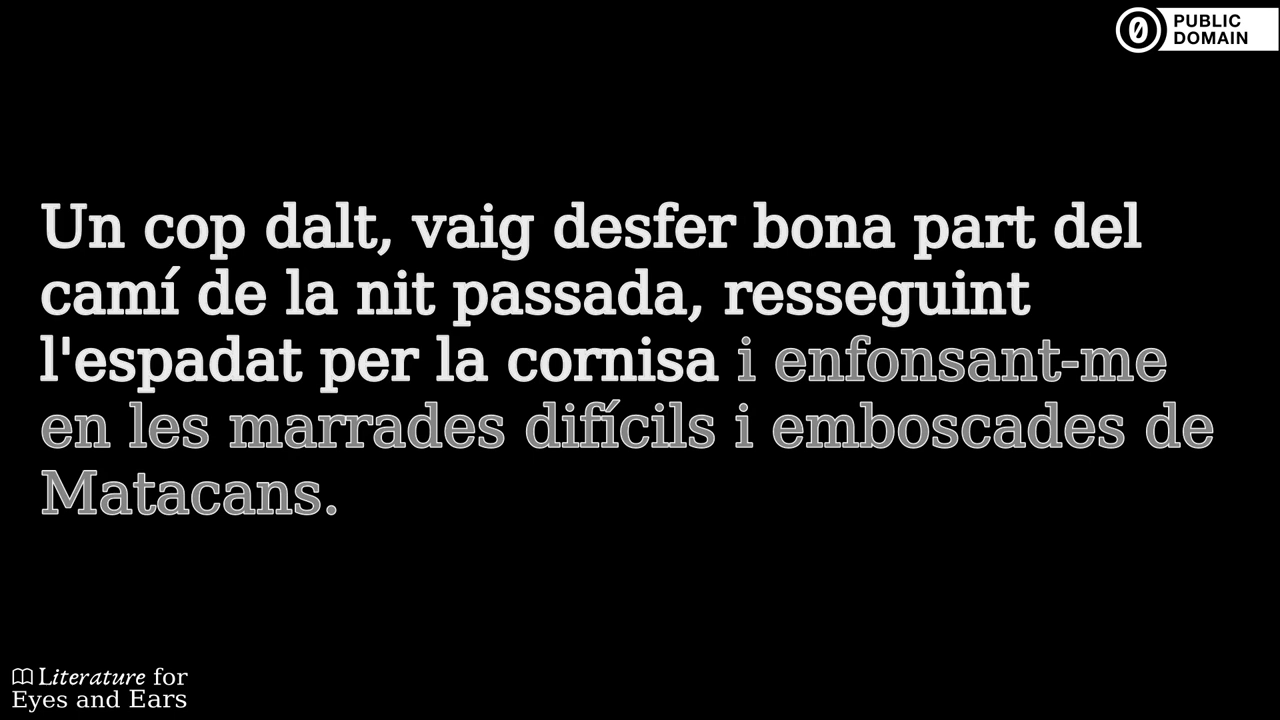 PUBLIC
DOMAIN
Un cop dalt, vaig desfer bona part del
camí de la nit passada, resseguint
l'espadat per la cornisa i enfonsant-me
en les marrades difícils i emboscades de
Matacans.
Literature for
Eyes and Ears